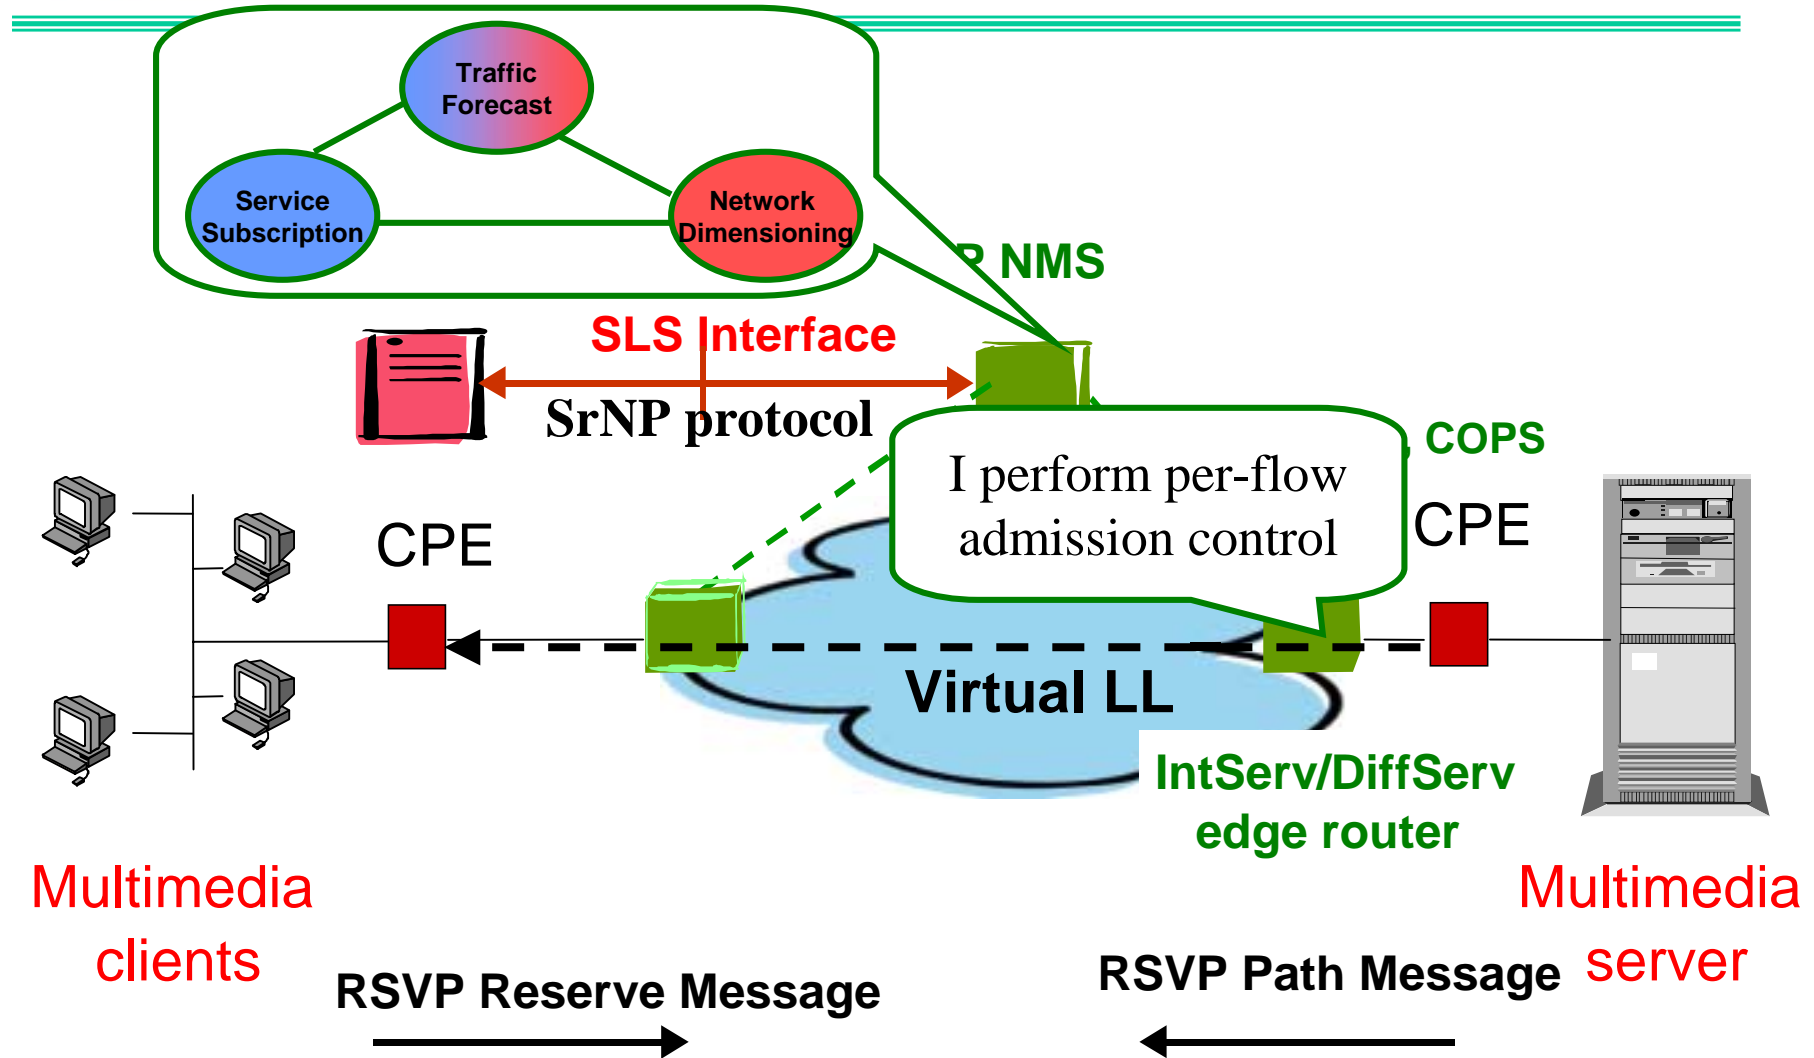 Traffic
Forecast
Service
Subscription
Network
Dimensioning
P NMS
SLS Interface
SrNP protocol
COPS
I perform per-flow
admission control
CPE
CPE
Virtual LL
IntServ/DiffServ
edge router
Multimedia
clients
Multimedia
server
RSVP Reserve Message
RSVP Path Message